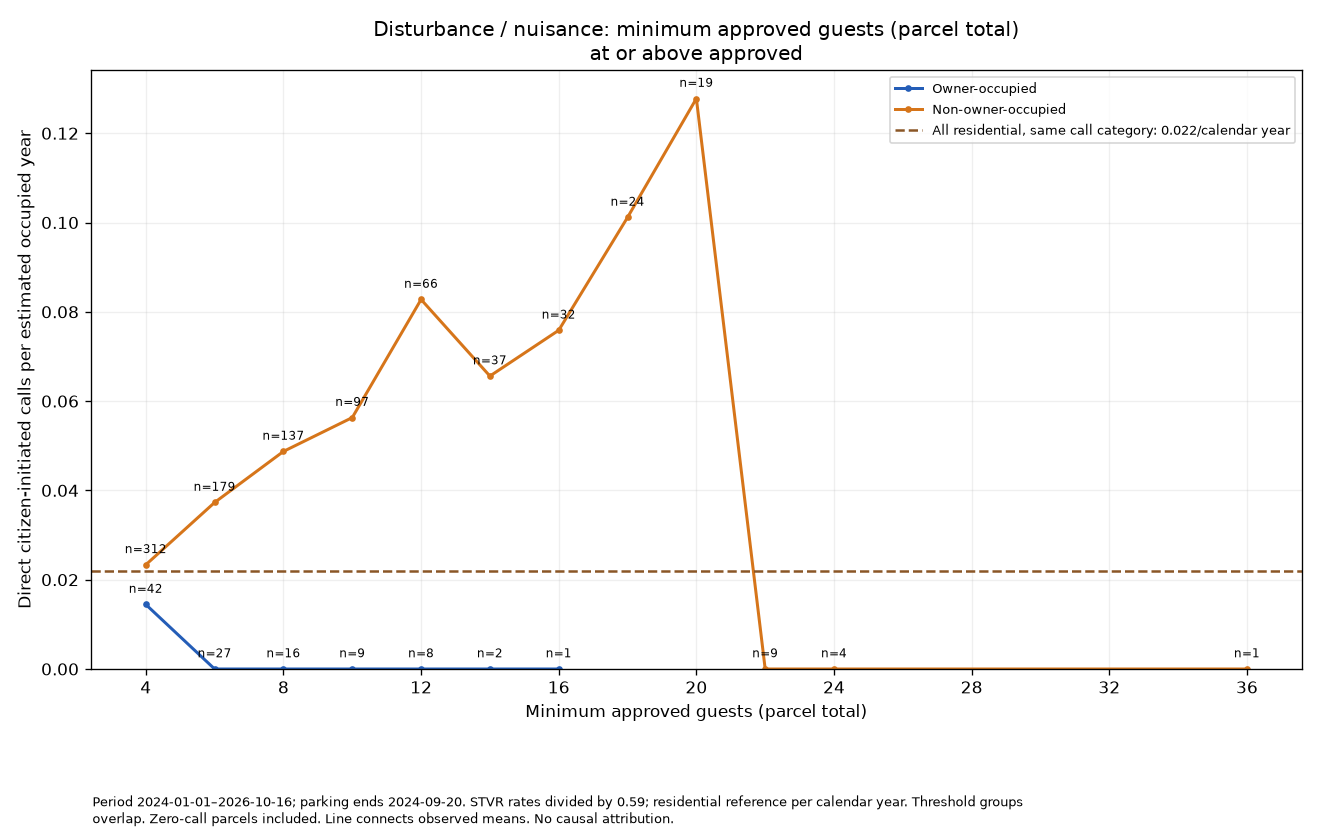 Disturbance / nuisance: minimum approved guests (parcel total)
at or above approved
Owner-occupied
Non-owner-occupied
All residential, same call category: 0.022/calendar year
Direct citizen-initiated calls per estimated occupied year
0.12
0.10
0.08
0.06
0.04
0.02
0.00
n=19
n=24
n=66
n=32
n=37
n=97
n=137
n=179
n=312
n=42
n=27
n=16
n=9
n=8
n=2
n=1
n=9
n=4
n=1
4
8
12
16
20
24
28
32
36
Minimum approved guests (parcel total)
Period 2024-01-01–2026-10-16; parking ends 2024-09-20. STVR rates divided by 0.59; residential reference per calendar year. Threshold groups
overlap. Zero-call parcels included. Line connects observed means. No causal attribution.